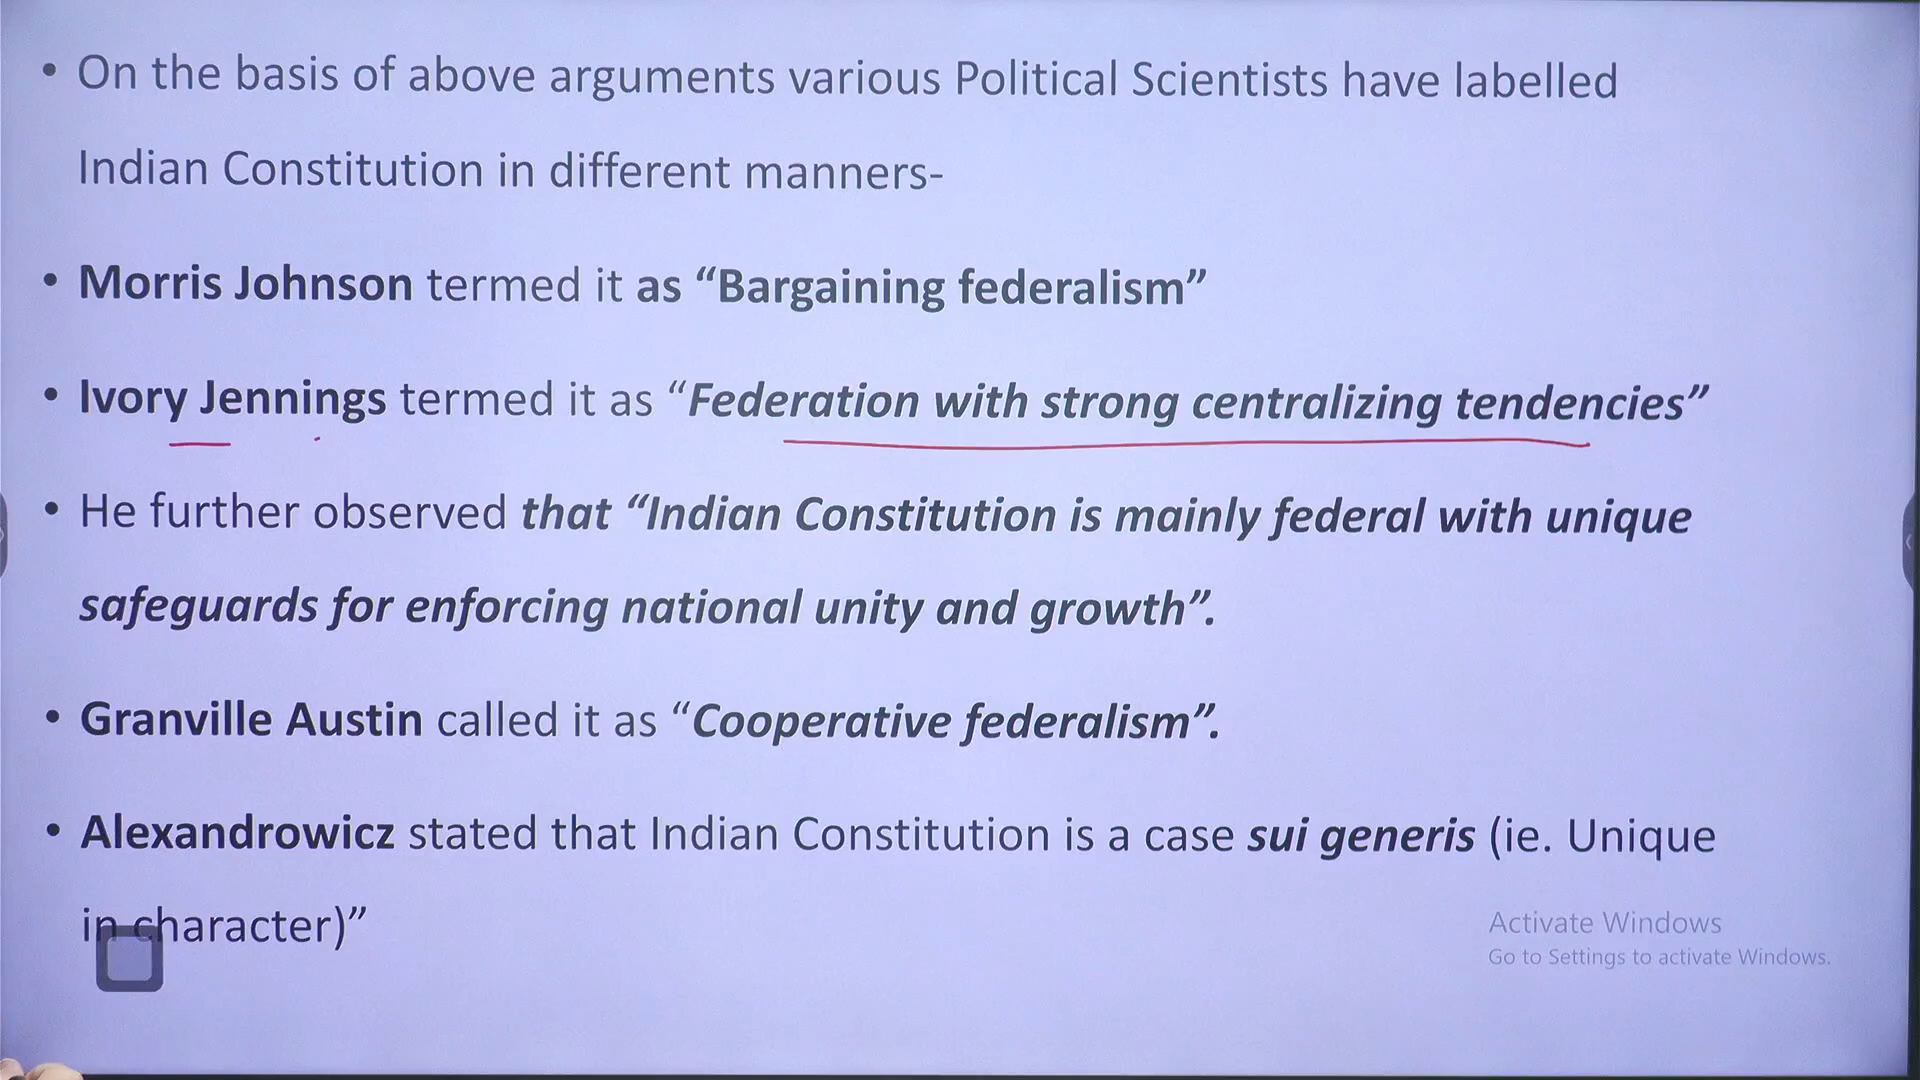 • On the basis of above arguments various Political Scientists have labelled
Indian Constitution in different manners-
• Morris Johnson termed it as “Bargaining federalism”
• Ivory Jennings termed it as “Federation with strong centralizing tendencies”
• He further observed that “Indian Constitution is mainly federal with unique
safeguards for enforcing national unity and growth”.
• Granville Austin called it as “Cooperative federalism”.
• Alexandrowicz stated that Indian Constitution is a case sui generis (ie. Unique
in character)”
Activate Windows
Go to Settings to activate Windows.